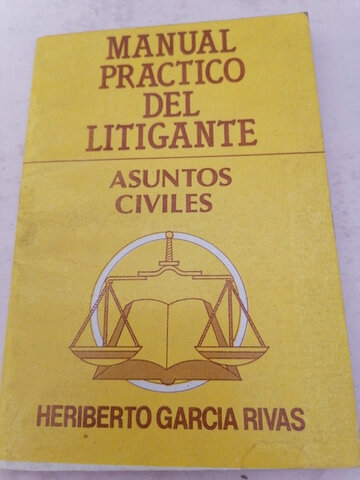 MANUAL
PRACTICO
DEL
LITIGANTE
ASUNTOS
CIVILES
HERIBERTO GARCIA RIVAS